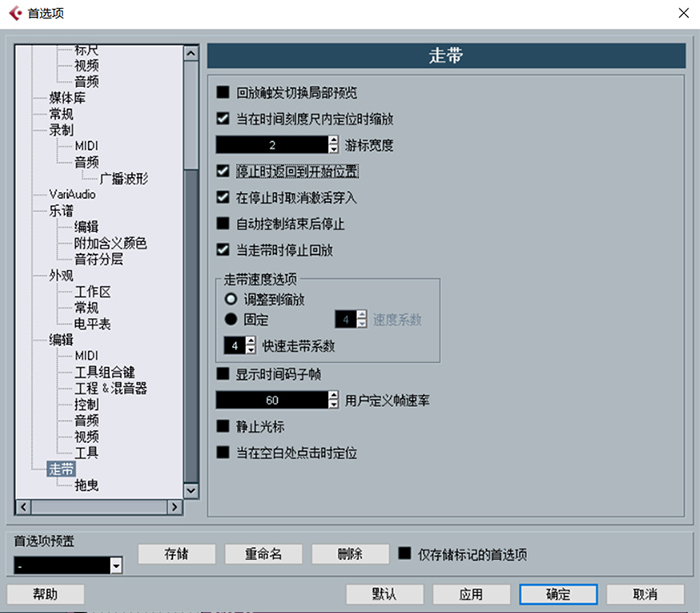 首选项
标尺
视频
音频
媒体库
常规
录制
MIDI
音频
广播波形
VariAudio
乐谱
编辑
附加含义颜色
音符分层
外观
工作区
常规
电平表
编辑
MIDI
工具组合键
工程 & 混音器
控制
音频
视频
工具
走带
拖曳
走带
回放触发切换局部预览
当在时间刻度尺内定位时缩放
2 游标宽度
停止时返回到开始位置
在停止时取消激活穿入
自动控制结束后停止
当走带时停止回放
走带速度选项
调整到缩放
固定 4 速度系数
4 快速走带系数
显示时间码子帧
60 用户定义帧速率
静止光标
当在空白处点击时定位
首选项预置
- 存储 重命名 删除 仅存储标记的首选项
帮助 默认 应用 确定 取消